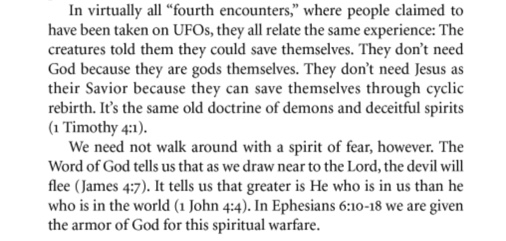 In virtually all “fourth encounters,” where people claimed to
have been taken on UFOs, they all relate the same experience: The
creatures told them they could save themselves. They don’t need
God because they are gods themselves. They don’t need Jesus as
their Savior because they can save themselves through cyclic
rebirth. It’s the same old doctrine of demons and deceitful spirits
(1 Timothy 4:1).
We need not walk around with a spirit of fear, however. The
Word of God tells us that as we draw near to the Lord, the devil will
flee (James 4:7). It tells us that greater is He who is in us than he
who is in the world (1 John 4:4). In Ephesians 6:10-18 we are given
the armor of God for this spiritual warfare.